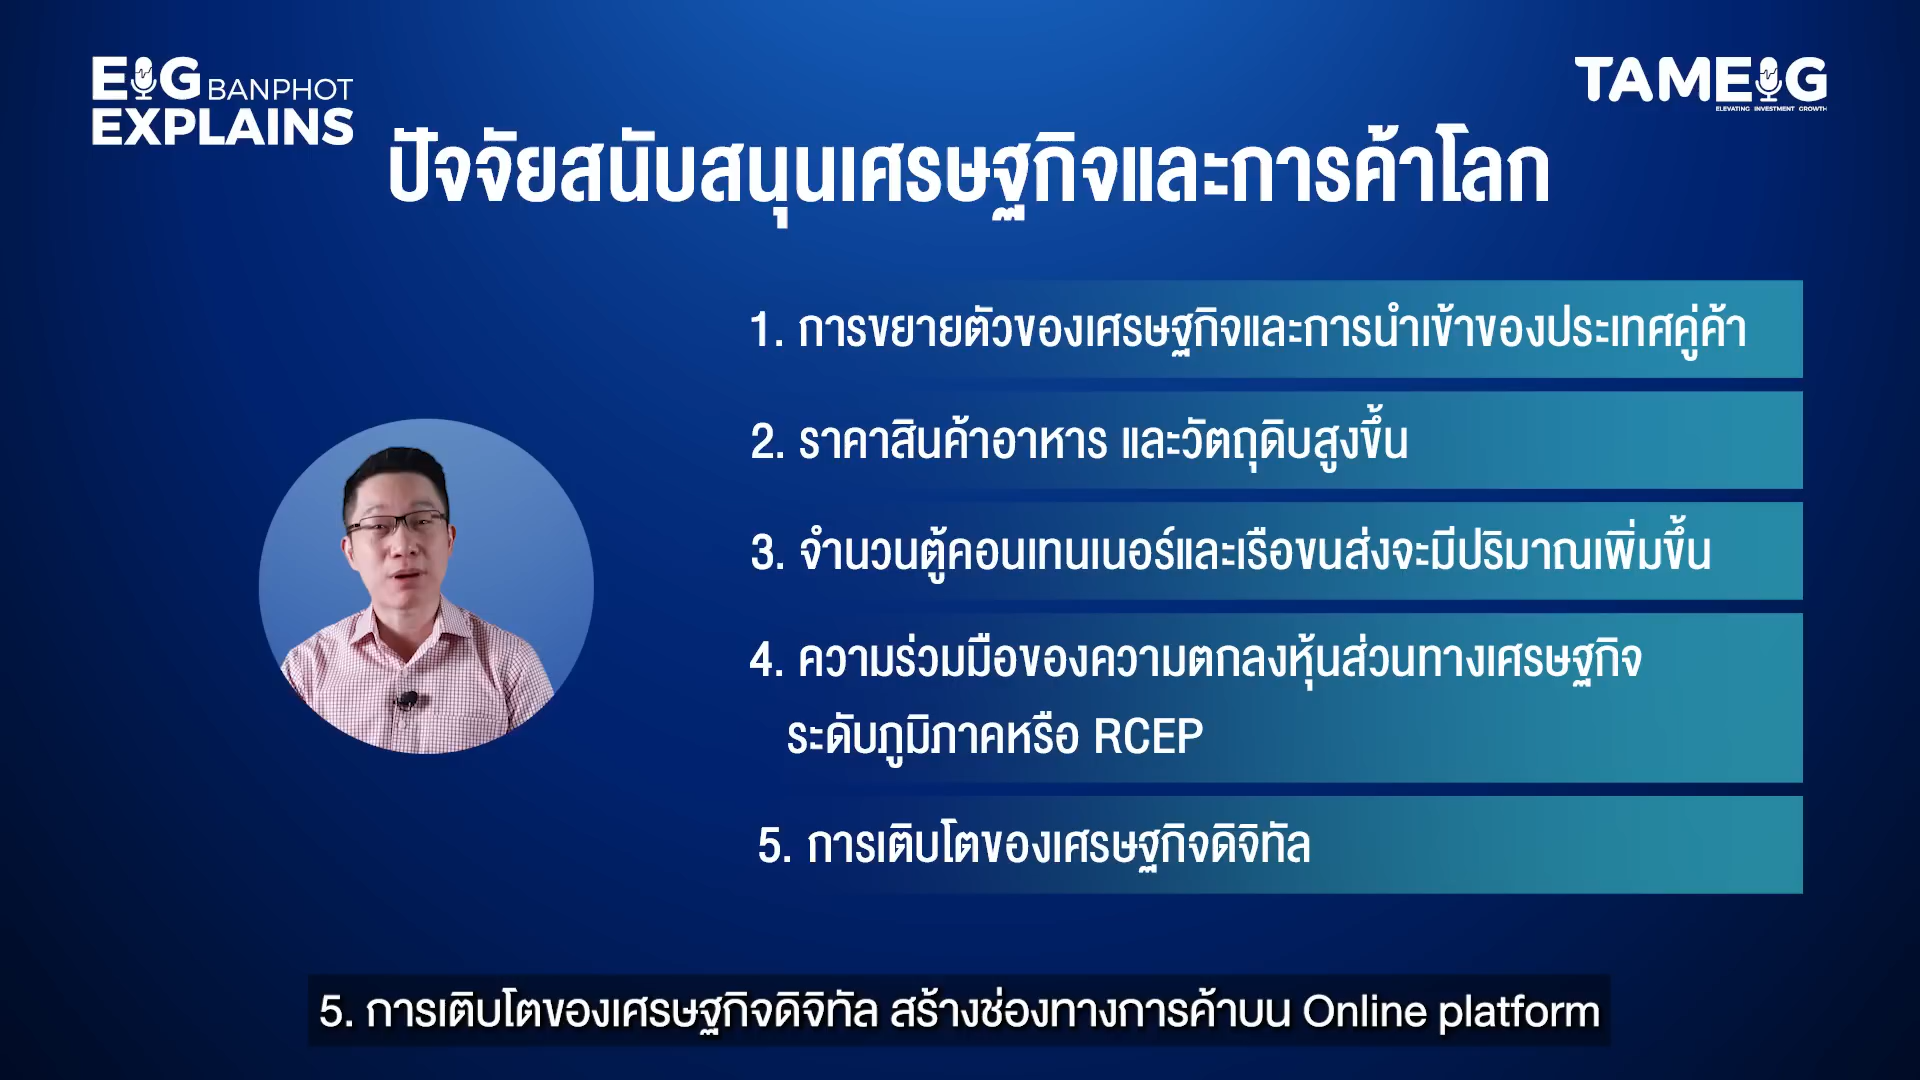 EIG BANPHOT
EXPLAINS
TAMEIG
ELEVATING INVESTMENT GROWTH
ปัจจัยสนับสนุนเศรษฐกิจและการค้าโลก
1. การขยายตัวของเศรษฐกิจและการนำเข้าของประเทศคู่ค้า
2. ราคาสินค้าอาหาร และวัตถุดิบสูงขึ้น
3. จำนวนตู้คอนเทนเนอร์และเรือขนส่งจะมีปริมาณเพิ่มขึ้น
4. ความร่วมมือของความตกลงหุ้นส่วนทางเศรษฐกิจ
ระดับภูมิภาคหรือ RCEP
5. การเติบโตของเศรษฐกิจดิจิทัล
5. การเติบโตของเศรษฐกิจดิจิทัล สร้างช่องทางการค้าบน Online platform